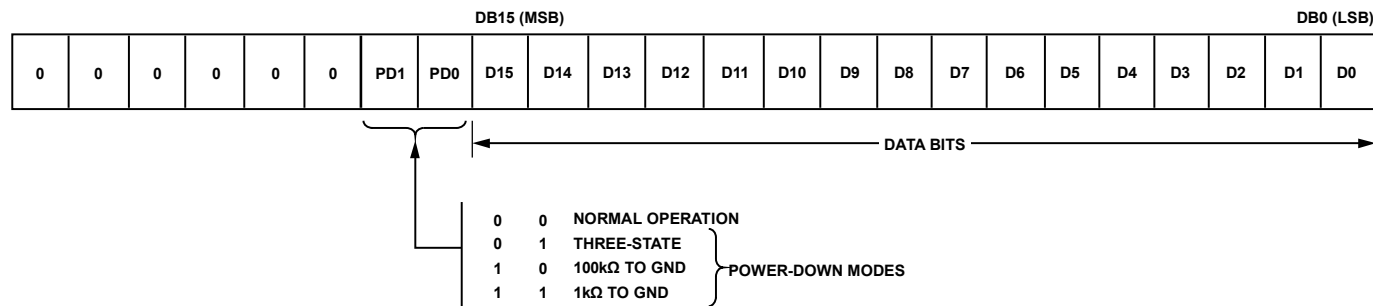 DB15 (MSB) DB0 (LSB)
0 0 0 0 0 0 PD1 PD0 D15 D14 D13 D12 D11 D10 D9 D8 D7 D6 D5 D4 D3 D2 D1 D0
DATA BITS
0 0 NORMAL OPERATION
0 1 THREE-STATE
1 0 100kΩ TO GND
POWER-DOWN MODES
1 1 1kΩ TO GND